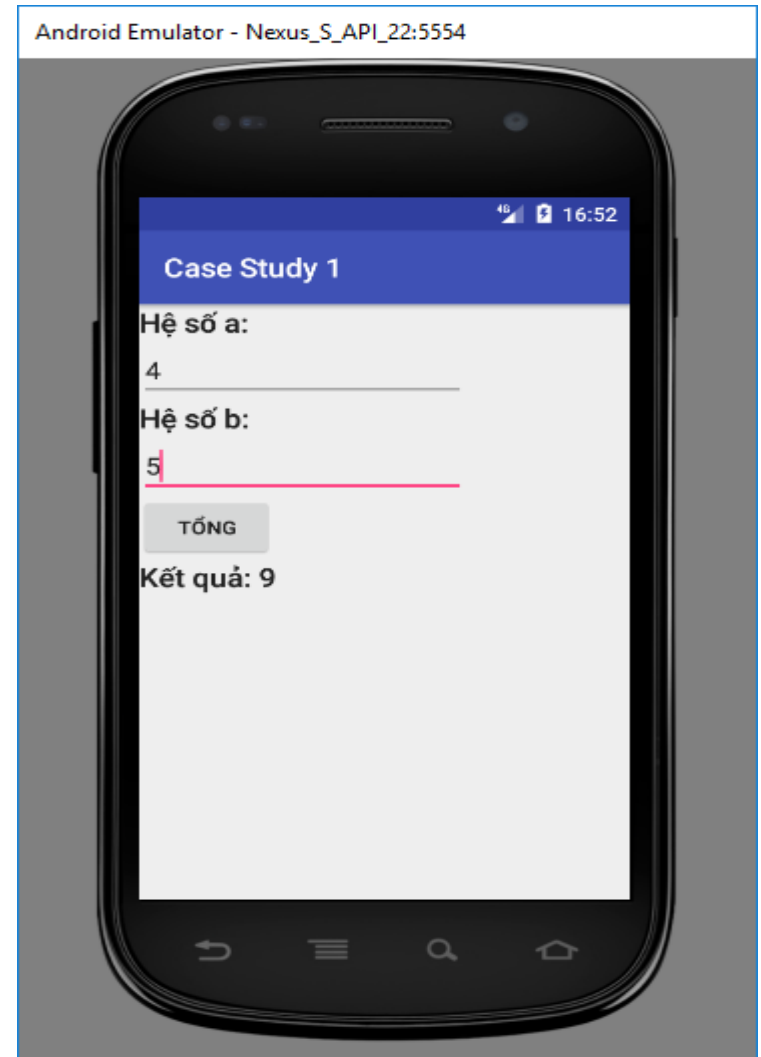 Android Emulator - Nexus_S_API_22:5554
16:52
Case Study 1
Hệ số a:
4
Hệ số b:
5
TỔNG
Kết quả: 9